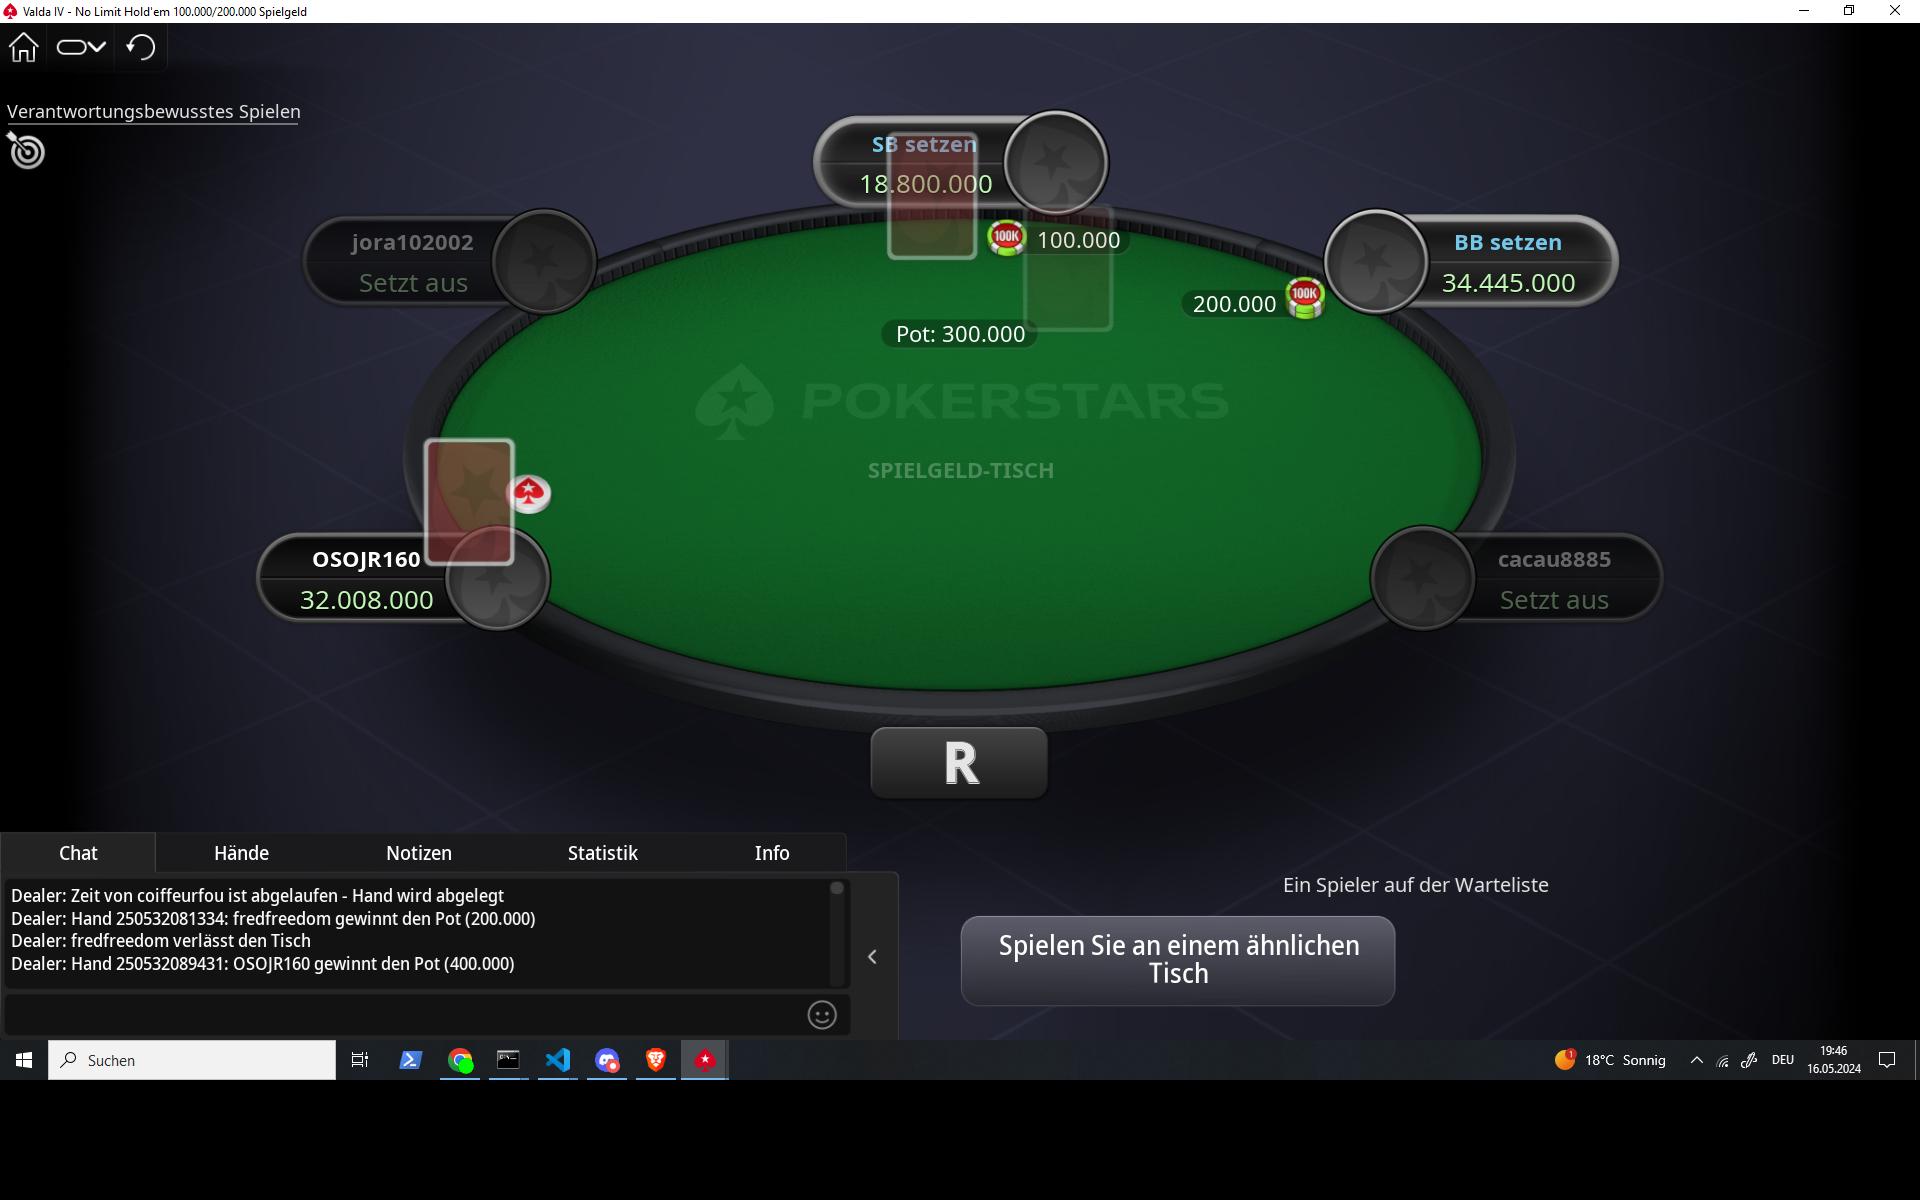 Valda IV - No Limit Hold'em 100.000/200.000 Spielgeld
Verantwortungsbewusstes Spielen
SB setzen
18.800.000
jora102002
Setzt aus
BB setzen
34.445.000
100K
100.000
200.000
100K
Pot: 300.000
POKERSTARS
SPIELGELD-TISCH
OSOJR160
32.008.000
cacau8885
Setzt aus
R
Chat
Hände
Notizen
Statistik
Info
Dealer: Zeit von coiffeurfou ist abgelaufen - Hand wird abgelegt
Dealer: Hand 250532081334: fredfreedom gewinnt den Pot (200.000)
Dealer: fredfreedom verlässt den Tisch
Dealer: Hand 250532089431: OSOJR160 gewinnt den Pot (400.000)
Ein Spieler auf der Warteliste
Spielen Sie an einem ähnlichen
Tisch
Suchen
1
18°C Sonnig
DEU
19:46
16.05.2024